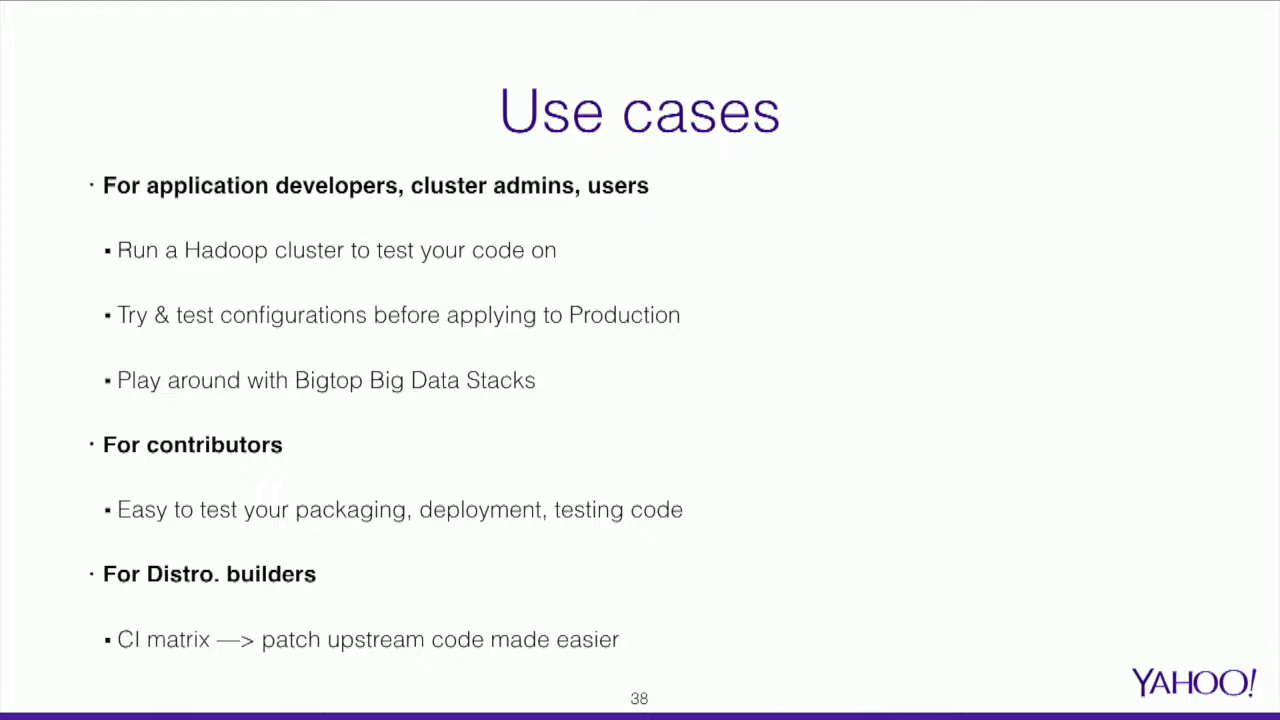 Use cases
· For application developers, cluster admins, users
▪ Run a Hadoop cluster to test your code on
▪ Try & test configurations before applying to Production
▪ Play around with Bigtop Big Data Stacks
· For contributors
▪ Easy to test your packaging, deployment, testing code
· For Distro. builders
▪ CI matrix —> patch upstream code made easier
38
YAHOO!